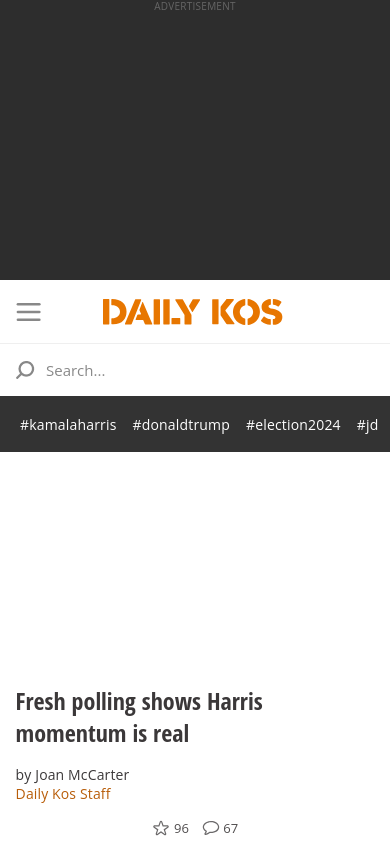 ADVERTISEMENT
DAILY KOS
Search...
#kamalaharris #donaldtrump #election2024 #jd
Fresh polling shows Harris
momentum is real
by Joan McCarter
Daily Kos Staff
96 67